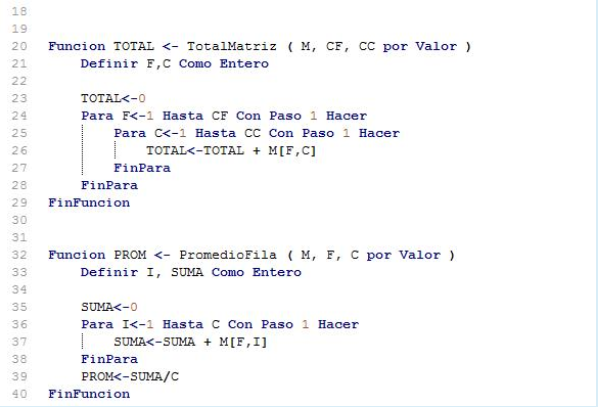 18
19
20 Funcion TOTAL <- TotalMatriz ( M, CF, CC por Valor )
21 Definir F,C Como Entero
22
23 TOTAL<-0
24 Para F<-1 Hasta CF Con Paso 1 Hacer
25 Para C<-1 Hasta CC Con Paso 1 Hacer
26 TOTAL<-TOTAL + M[F,C]
27 FinPara
28 FinPara
29 FinFuncion
30
31
32 Funcion PROM <- PromedioFila ( M, F, C por Valor )
33 Definir I, SUMA Como Entero
34
35 SUMA<-0
36 Para I<-1 Hasta C Con Paso 1 Hacer
37 SUMA<-SUMA + M[F,I]
38 FinPara
39 PROM<-SUMA/C
40 FinFuncion